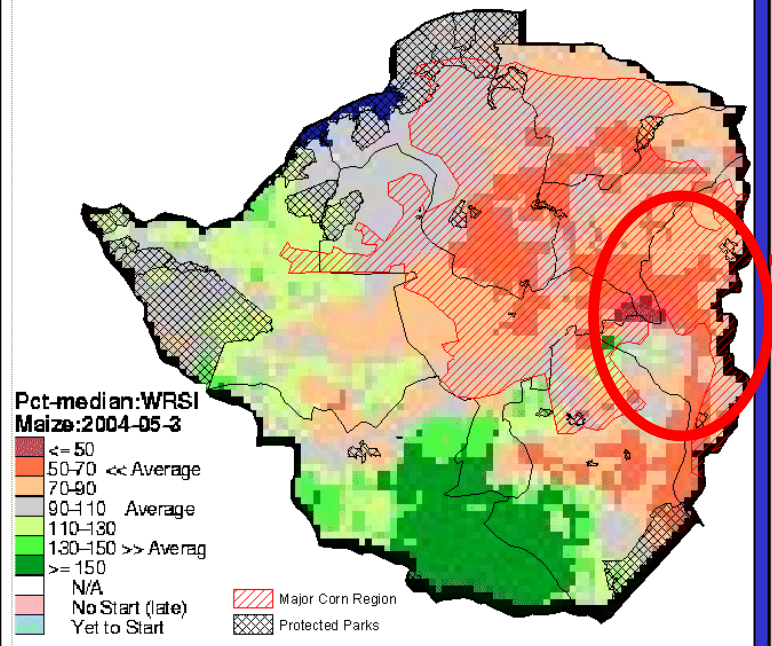 Pct-median:WRSI
Maize:2004-05-3
<= 50
50-70 << Average
70-90
90-110 Average
110-130
130-150 >> Averag
>= 150
N/A
No Start (late)
Yet to Start
Major Corn Region
Protected Parks